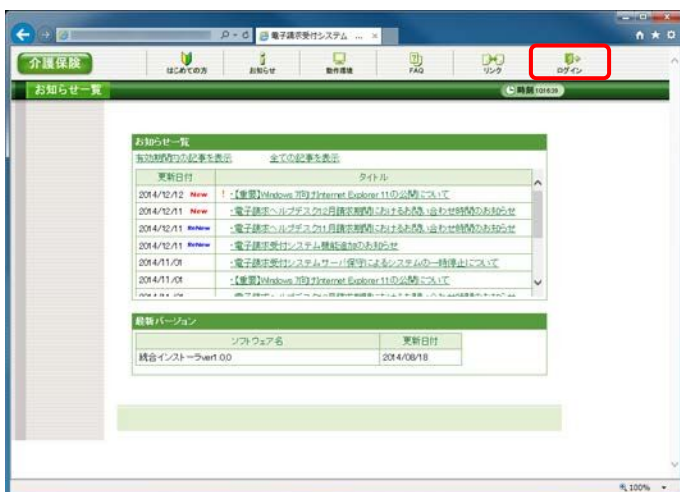 電子請求受付システム ...
介護保険
はじめての方
お知らせ
動作環境
FAQ
リンク
ログイン
お知らせ一覧
時刻 101639
お知らせ一覧
有効期間内の記事を表示 全ての記事を表示
更新日付 タイトル
2014/12/12 New ! ・【重要】Windows 7向けInternet Explorer 11の公開について
2014/12/11 New ・電子請求ヘルプデスク12月請求期間におけるお問い合わせ時間のお知らせ
2014/12/11 ReNew ・電子請求ヘルプデスク11月請求期間におけるお問い合わせ時間のお知らせ
2014/12/11 ReNew ・電子請求受付システム機能追加のお知らせ
2014/11/01 ・電子請求受付システムサーバ保守によるシステムの一時停止について
2014/11/01 ・【重要】Windows 7向けInternet Explorer 11の公開について
最新バージョン
ソフトウェア名 更新日付
統合インストーラver1.0.0 2014/08/18
100%